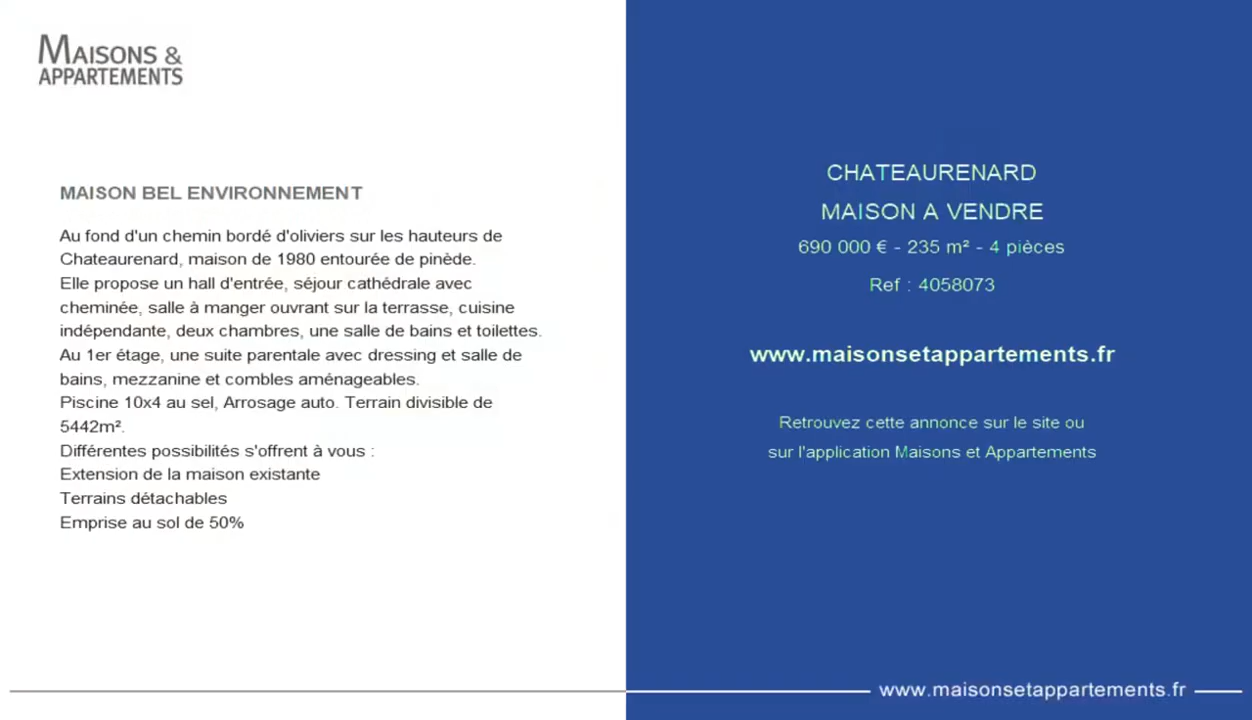 MAISONS &
APPARTEMENTS
MAISON BEL ENVIRONNEMENT
Au fond d'un chemin bordé d'oliviers sur les hauteurs de
Chateaurenard, maison de 1980 entourée de pinède.
Elle propose un hall d'entrée, séjour cathédrale avec
cheminée, salle à manger ouvrant sur la terrasse, cuisine
indépendante, deux chambres, une salle de bains et toilettes.
Au 1er étage, une suite parentale avec dressing et salle de
bains, mezzanine et combles aménageables.
Piscine 10x4 au sel, Arrosage auto. Terrain divisible de
5442m².
Différentes possibilités s'offrent à vous :
Extension de la maison existante
Terrains détachables
Emprise au sol de 50%
CHATEAURENARD
MAISON A VENDRE
690 000 € - 235 m² - 4 pièces
Ref : 4058073
www.maisonsetappartements.fr
Retrouvez cette annonce sur le site ou
sur l'application Maisons et Appartements
www.maisonsetappartements.fr